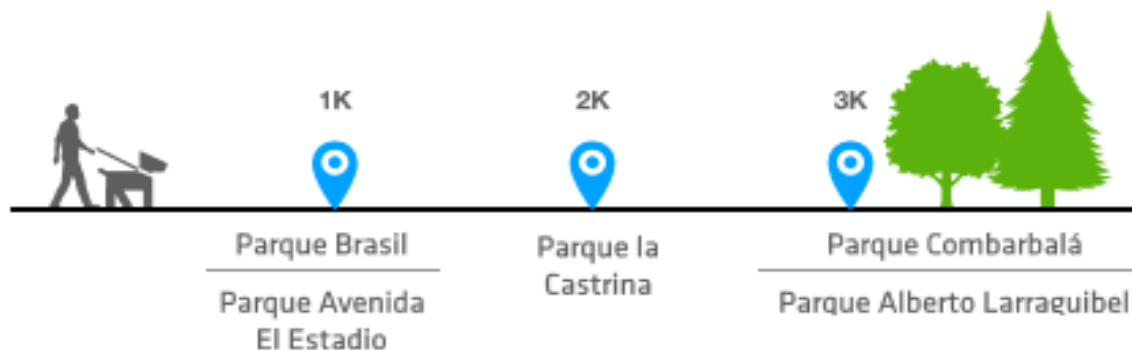 1K
2K
3K
Parque Brasil
Parque Avenida
El Estadio
Parque la
Castrina
Parque Combarbalá
Parque Alberto Larraguibel